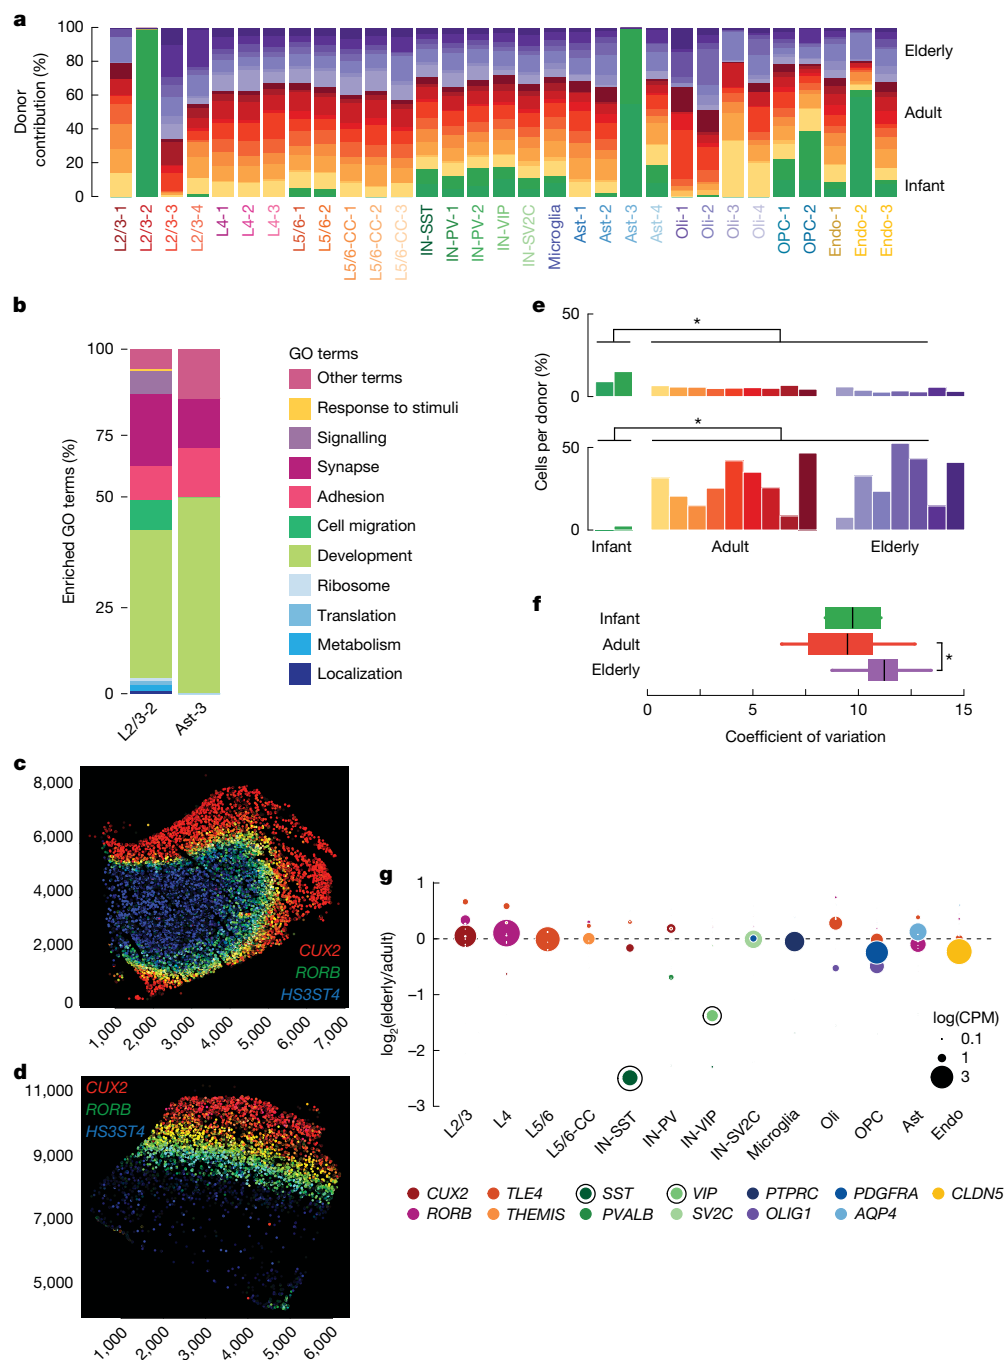 a
Donor contribution (%)
100
80
60
40
20
0
Elderly
Adult
Infant
L2/3-1
L2/3-2
L2/3-3
L2/3-4
L4-1
L4-2
L4-3
L5/6-1
L5/6-2
L5/6-CC-1
L5/6-CC-2
L5/6-CC-3
IN-SST
IN-PV-1
IN-PV-2
IN-VIP
IN-SV2C
Microglia
Ast-1
Ast-2
Ast-3
Ast-4
Oli-1
Oli-2
Oli-3
Oli-4
OPC-1
OPC-2
Endo-1
Endo-2
Endo-3
b
Enriched GO terms (%)
100
75
50
25
0
L2/3-2
Ast-3
GO terms
Other terms
Response to stimuli
Signalling
Synapse
Adhesion
Cell migration
Development
Ribosome
Translation
Metabolism
Localization
e
Cells per donor (%)
50
*
0
50
*
0
Infant
Adult
Elderly
f
Infant
Adult
Elderly
*
0
5
10
15
Coefficient of variation
c
8,000
6,000
4,000
2,000
0
CUX2
RORB
HS3ST4
1,000
2,000
3,000
4,000
5,000
6,000
7,000
d
11,000
9,000
7,000
5,000
CUX2
RORB
HS3ST4
1,000
2,000
3,000
4,000
5,000
6,000
g
log2(elderly/adult)
1
0
−1
−2
−3
log(CPM)
0.1
1
3
L2/3
L4
L5/6
L5/6-CC
IN-SST
IN-PV
IN-VIP
IN-SV2C
Microglia
Oli
OPC
Ast
Endo
CUX2
TLE4
SST
VIP
PTPRC
PDGFRA
CLDN5
RORB
THEMIS
PVALB
SV2C
OLIG1
AQP4